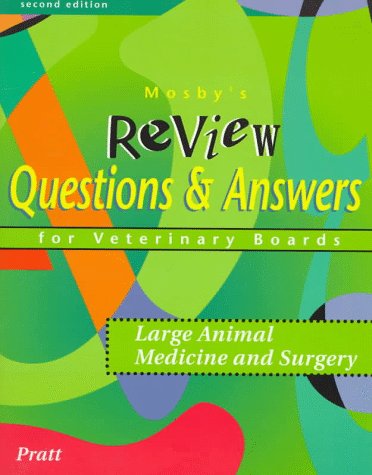 second edition
Mosby's
ReVieW
Questions & Answers
for Veterinary Boards
Large Animal
Medicine and Surgery
Pratt